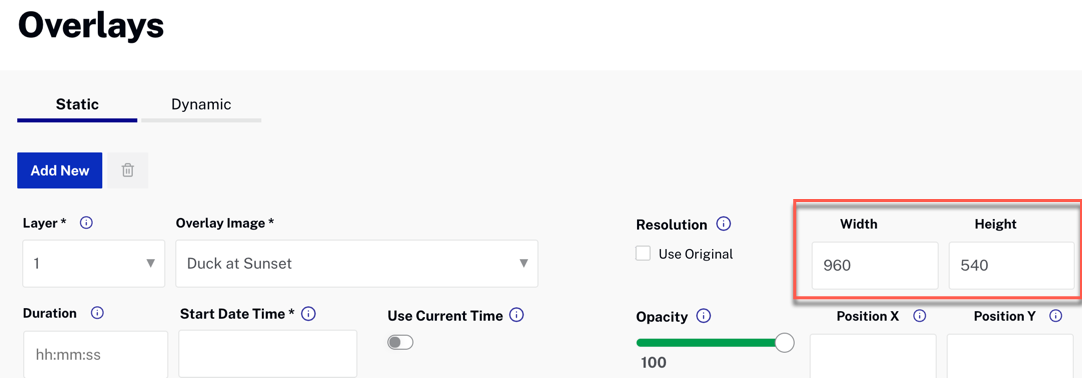 Overlays
Static Dynamic
Add New
Layer * Overlay Image * Resolution Width Height
1 Duck at Sunset Use Original 960 540
Duration Start Date Time * Use Current Time Opacity Position X Position Y
hh:mm:ss 100